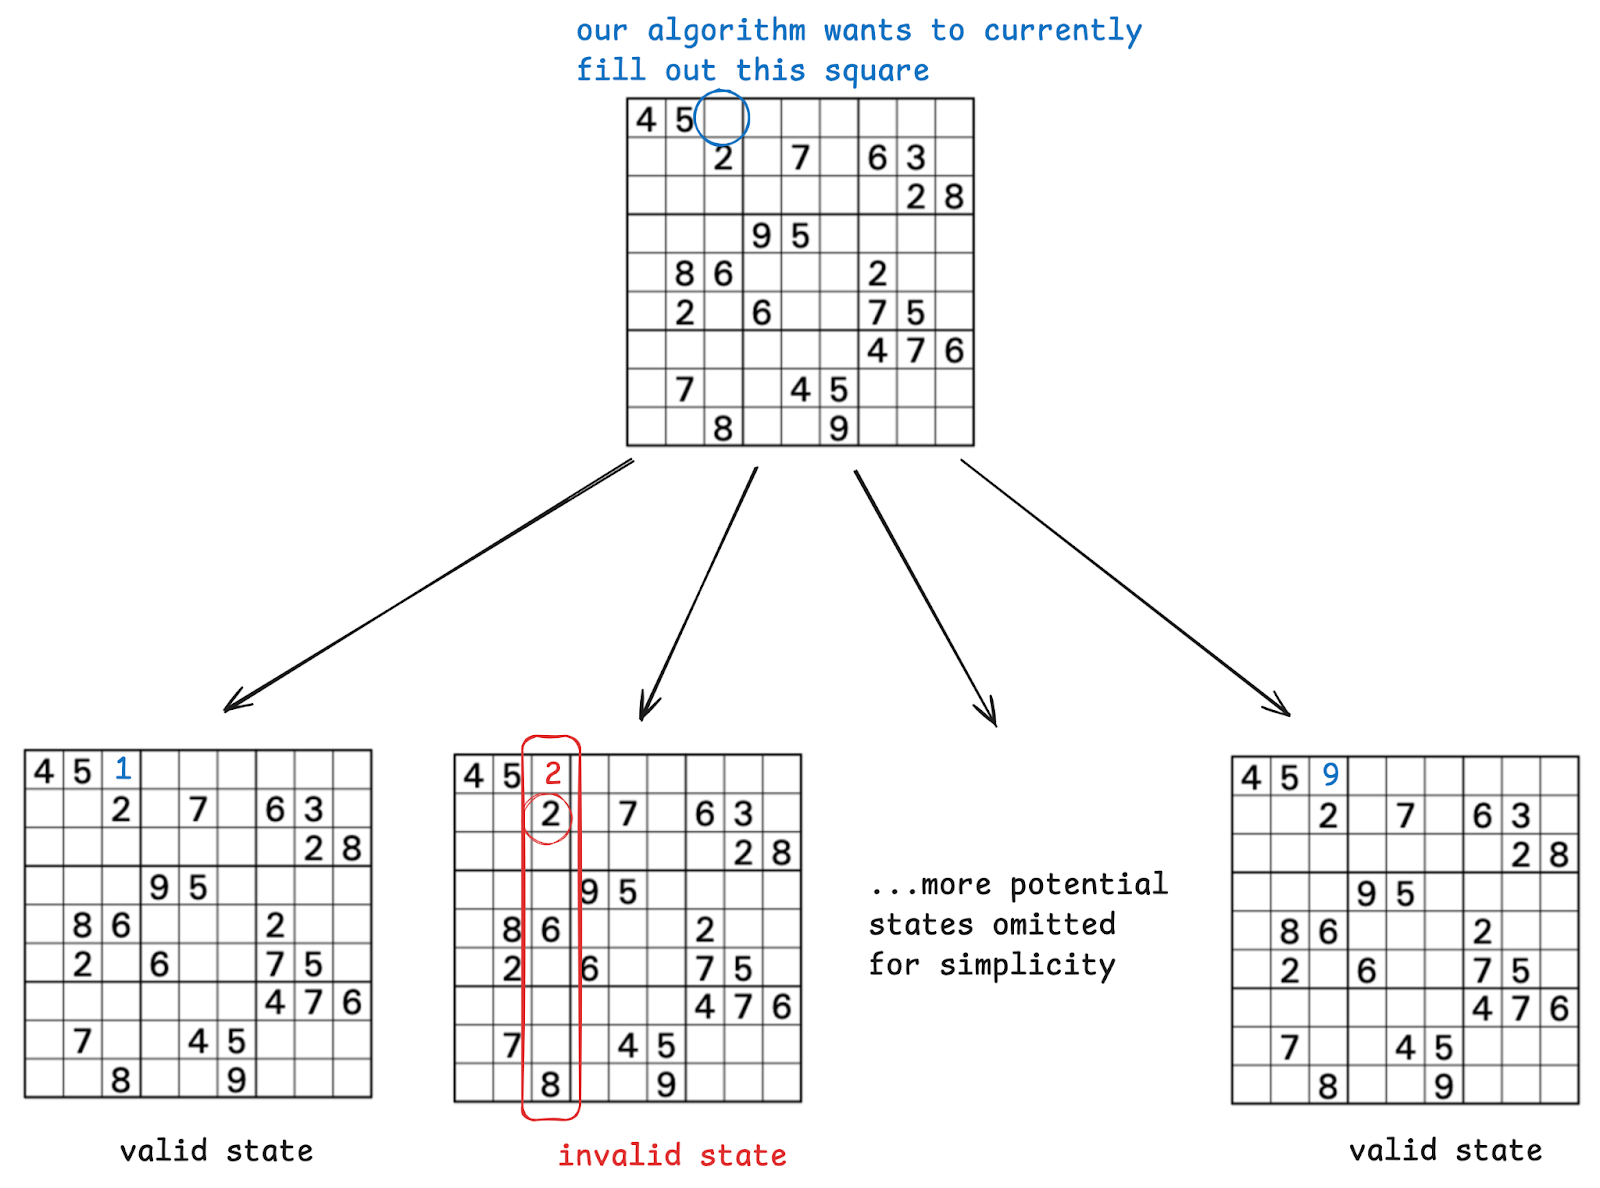 our algorithm wants to currently
fill out this square
4 5
2 7 6 3
2 8
9 5
8 6 2
2 6 7 5
4 7 6
7 4 5
8 9
4 5 1
2 7 6 3
2 8
9 5
8 6 2
2 6 7 5
4 7 6
7 4 5
8 9
valid state
4 5 2
2 7 6 3
2 8
9 5
8 6 2
2 6 7 5
4 7 6
7 4 5
8 9
invalid state
...more potential
states omitted
for simplicity
4 5 9
2 7 6 3
2 8
9 5
8 6 2
2 6 7 5
4 7 6
7 4 5
8 9
valid state